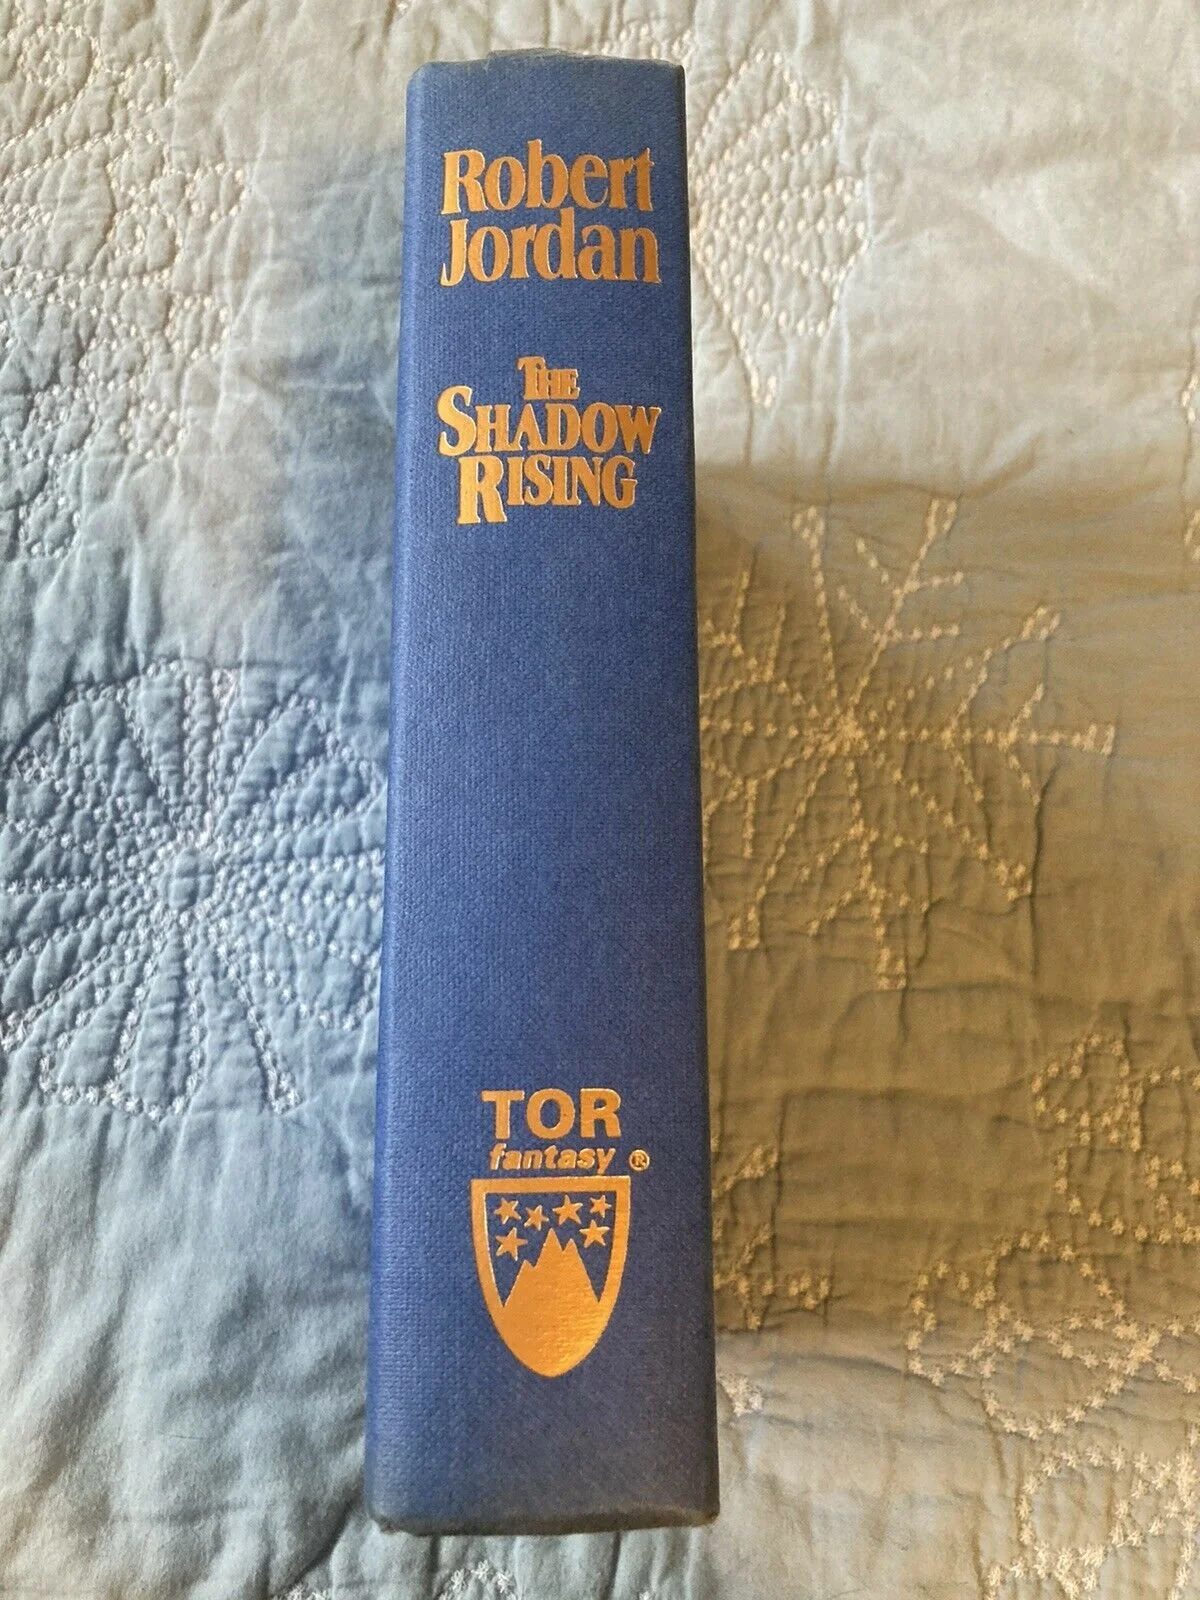 Robert
Jordan
THE
SHADOW
RISING
TOR
fantasy ®